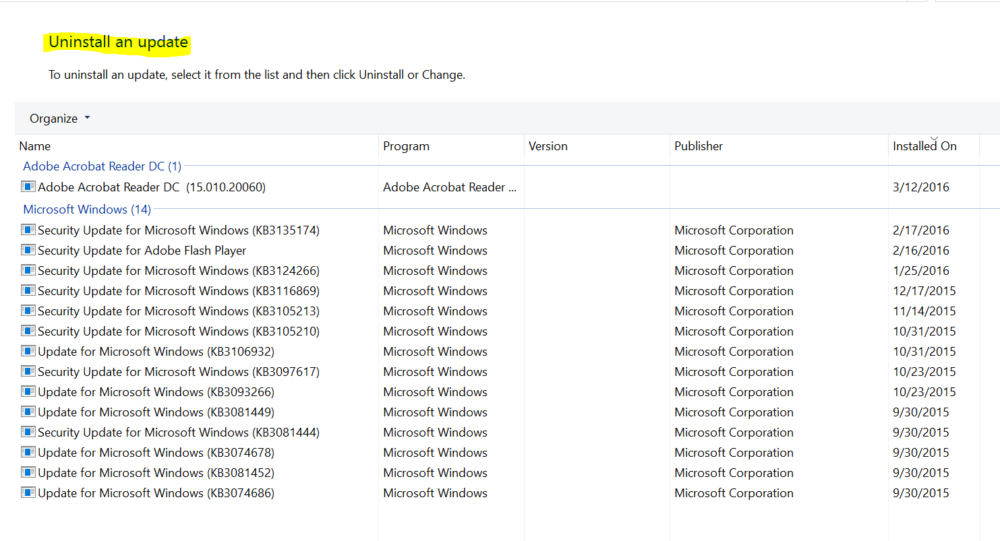 Uninstall an update
To uninstall an update, select it from the list and then click Uninstall or Change.
Organize
Name Program Version Publisher Installed On
Adobe Acrobat Reader DC (1)
Adobe Acrobat Reader DC (15.010.20060) Adobe Acrobat Reader ... 3/12/2016
Microsoft Windows (14)
Security Update for Microsoft Windows (KB3135174) Microsoft Windows Microsoft Corporation 2/17/2016
Security Update for Adobe Flash Player Microsoft Windows Microsoft Corporation 2/16/2016
Security Update for Microsoft Windows (KB3124266) Microsoft Windows Microsoft Corporation 1/25/2016
Security Update for Microsoft Windows (KB3116869) Microsoft Windows Microsoft Corporation 12/17/2015
Security Update for Microsoft Windows (KB3105213) Microsoft Windows Microsoft Corporation 11/14/2015
Security Update for Microsoft Windows (KB3105210) Microsoft Windows Microsoft Corporation 10/31/2015
Update for Microsoft Windows (KB3106932) Microsoft Windows Microsoft Corporation 10/31/2015
Security Update for Microsoft Windows (KB3097617) Microsoft Windows Microsoft Corporation 10/23/2015
Update for Microsoft Windows (KB3093266) Microsoft Windows Microsoft Corporation 10/23/2015
Update for Microsoft Windows (KB3081449) Microsoft Windows Microsoft Corporation 9/30/2015
Security Update for Microsoft Windows (KB3081444) Microsoft Windows Microsoft Corporation 9/30/2015
Update for Microsoft Windows (KB3074678) Microsoft Windows Microsoft Corporation 9/30/2015
Update for Microsoft Windows (KB3081452) Microsoft Windows Microsoft Corporation 9/30/2015
Update for Microsoft Windows (KB3074686) Microsoft Windows Microsoft Corporation 9/30/2015